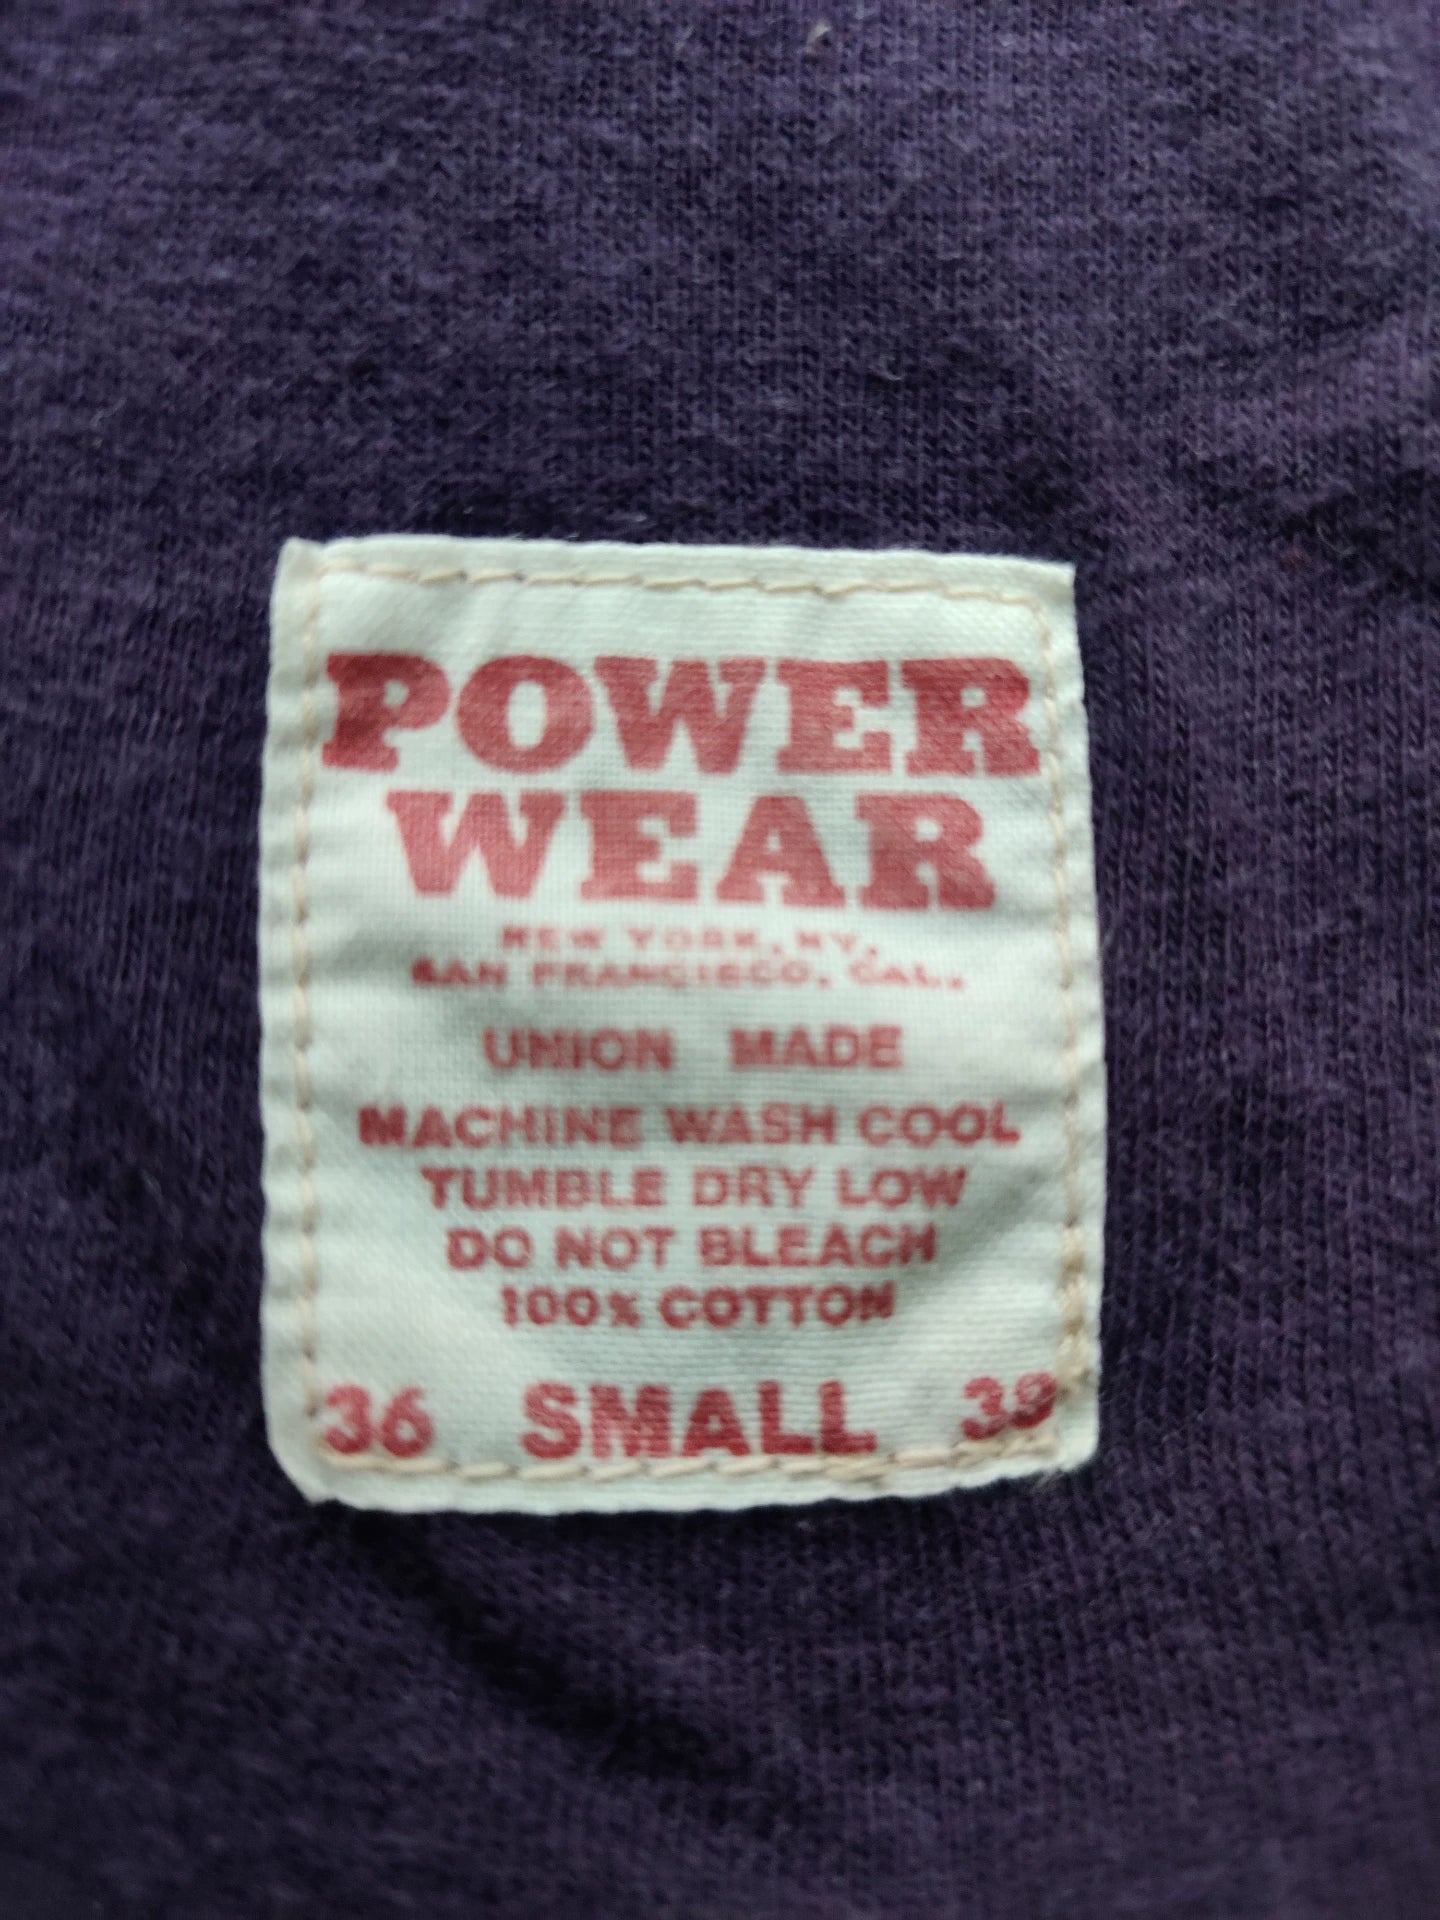 POWER
WEAR
NEW YORK, NY.
SAN FRANCISCO, CAL.
UNION MADE
MACHINE WASH COOL
TUMBLE DRY LOW
DO NOT BLEACH
100% COTTON
36 SMALL 38